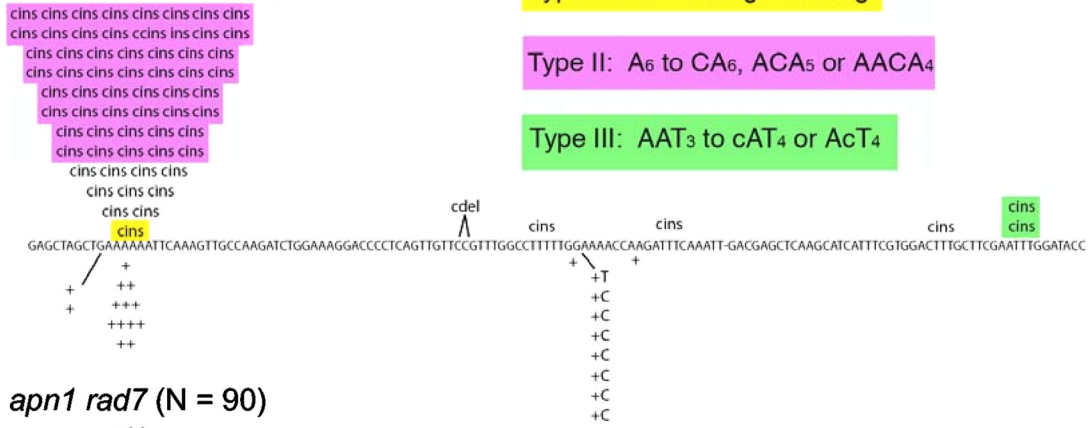 cins cins cins cins cins cins cins cins
cins cins cins cins ccins ins cins cins
cins cins cins cins cins cins cins
cins cins cins cins cins cins cins
cins cins cins cins cins cins
cins cins cins cins cins cins
cins cins cins cins cins
cins cins cins cins cins
cins cins cins cins
cins cins cins
cins cins
cins
Type II: A6 to CA6, ACA5 or AACA4
Type III: AAT3 to cAT4 or AcT4
cdel
cins
cins
cins
cins
cins
GAGCTAGCTGAAAAAATTCAAAGTTGCCAAGATCTGGAAAGGACCCCTCAGTTGTTCCGTTTGGCCTTTTTGGAAAACCAAGATTTCAAATT-GACGAGCTCAAGCATCATTTCGTGGACTTTGCTTCGAATTTGGATACC
+
+
+
++
+++
++++
++
+
+
+T
+C
+C
+C
+C
+C
+C
+C
apn1 rad7 (N = 90)